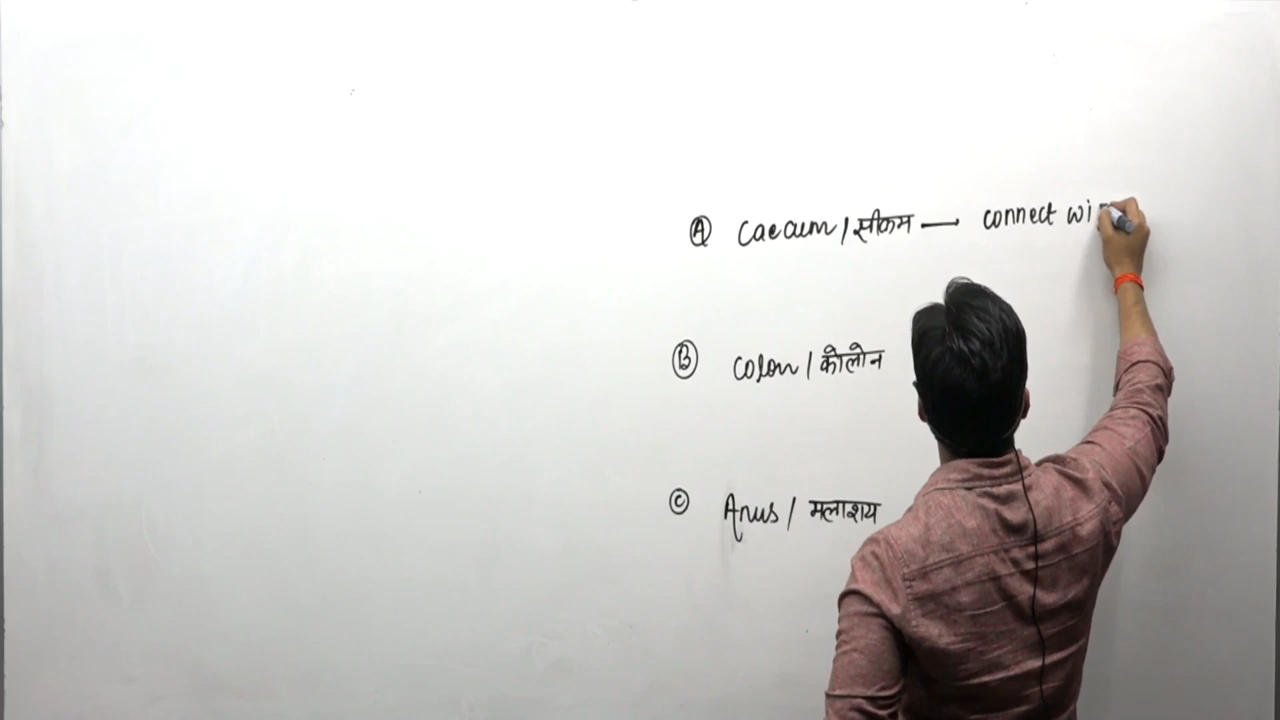 Ⓐ Caecum / सीकम — connect wi
Ⓑ colon / कोलोन
Ⓒ Anus / मलाशय